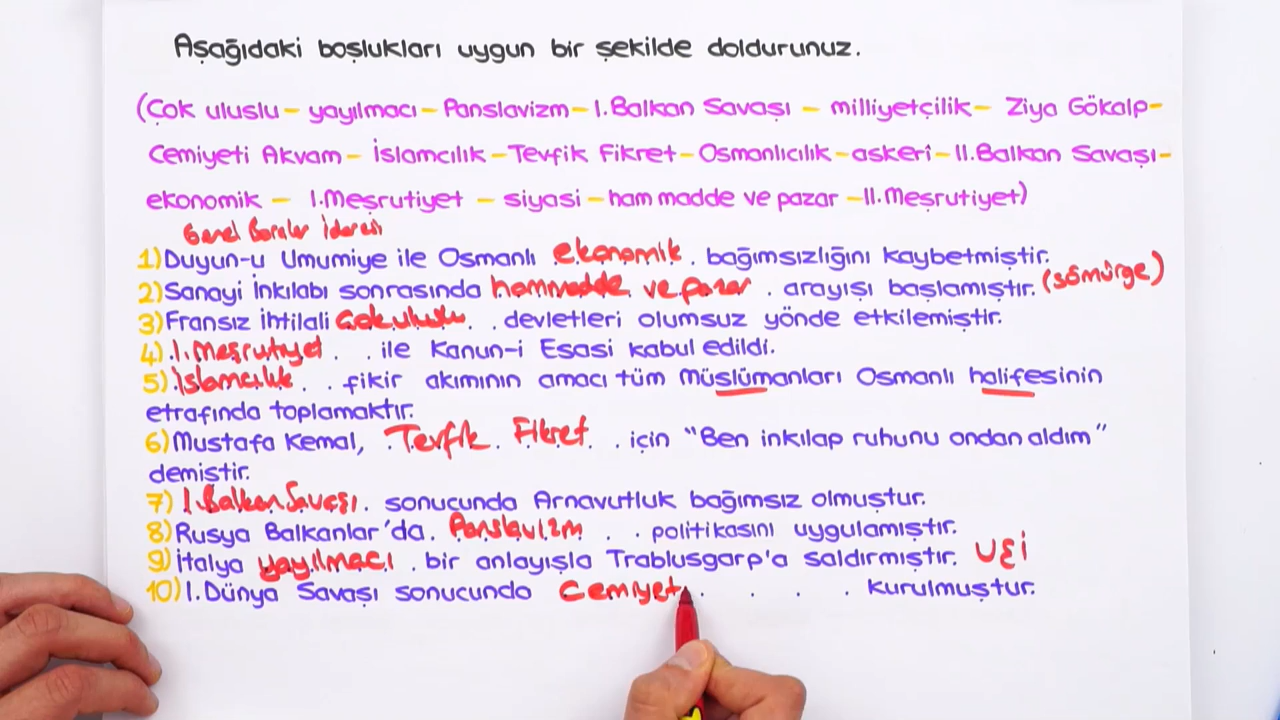 Aşağıdaki boşlukları uygun bir şekilde doldurunuz.
(Çok uluslu – yayılmacı – Panslavizm – I.Balkan Savaşı – milliyetçilik – Ziya Gökalp –
Cemiyeti Akvam – İslamcılık – Tevfik Fikret – Osmanlıcılık – askerî – II.Balkan Savaşı –
ekonomik – I.Meşrutiyet – siyasi – ham madde ve pazar – II.Meşrutiyet)
Genel Borçlar İdaresi
1) Duyun-u Umumiye ile Osmanlı ekonomik . bağımsızlığını kaybetmiştir.
2) Sanayi İnkılabı sonrasında hammadde ve pazar . arayışı başlamıştır. (sömürge)
3) Fransız İhtilali Çok uluslu . . devletleri olumsuz yönde etkilemiştir.
4) I. Meşrutiyet . . ile Kanun-i Esasi kabul edildi.
5) İslamcılık . . fikir akımının amacı tüm müslümanları Osmanlı halifesinin
etrafında toplamaktır.
6) Mustafa Kemal, Tevfik Fikret . . için "Ben inkılap ruhunu ondan aldım"
demiştir.
7) I.Balkan Savaşı . sonucunda Arnavutluk bağımsız olmuştur.
8) Rusya Balkanlar'da . Panslavizm . . politikasını uygulamıştır.
9) İtalya yayılmacı . bir anlayışla Trablusgarp'a saldırmıştır. UŞİ
10) I.Dünya Savaşı sonucunda Cemiyet . . . . kurulmuştur.